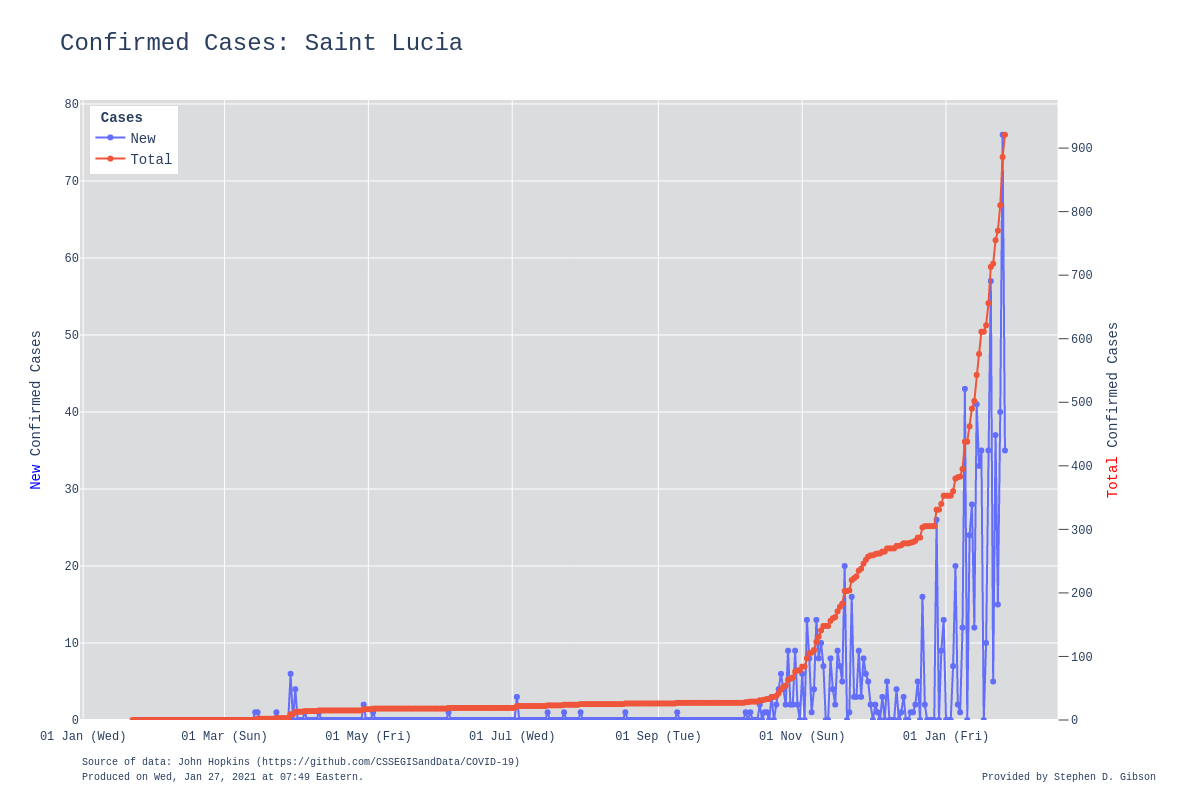 Confirmed Cases: Saint Lucia
Cases
New
Total
80
70
60
50
40
30
20
10
0
New Confirmed Cases
900
800
700
600
500
400
300
200
100
0
Total Confirmed Cases
01 Jan (Wed) 01 Mar (Sun) 01 May (Fri) 01 Jul (Wed) 01 Sep (Tue) 01 Nov (Sun) 01 Jan (Fri)
Source of data: John Hopkins (https://github.com/CSSEGISandData/COVID-19)
Produced on Wed, Jan 27, 2021 at 07:49 Eastern.
Provided by Stephen D. Gibson